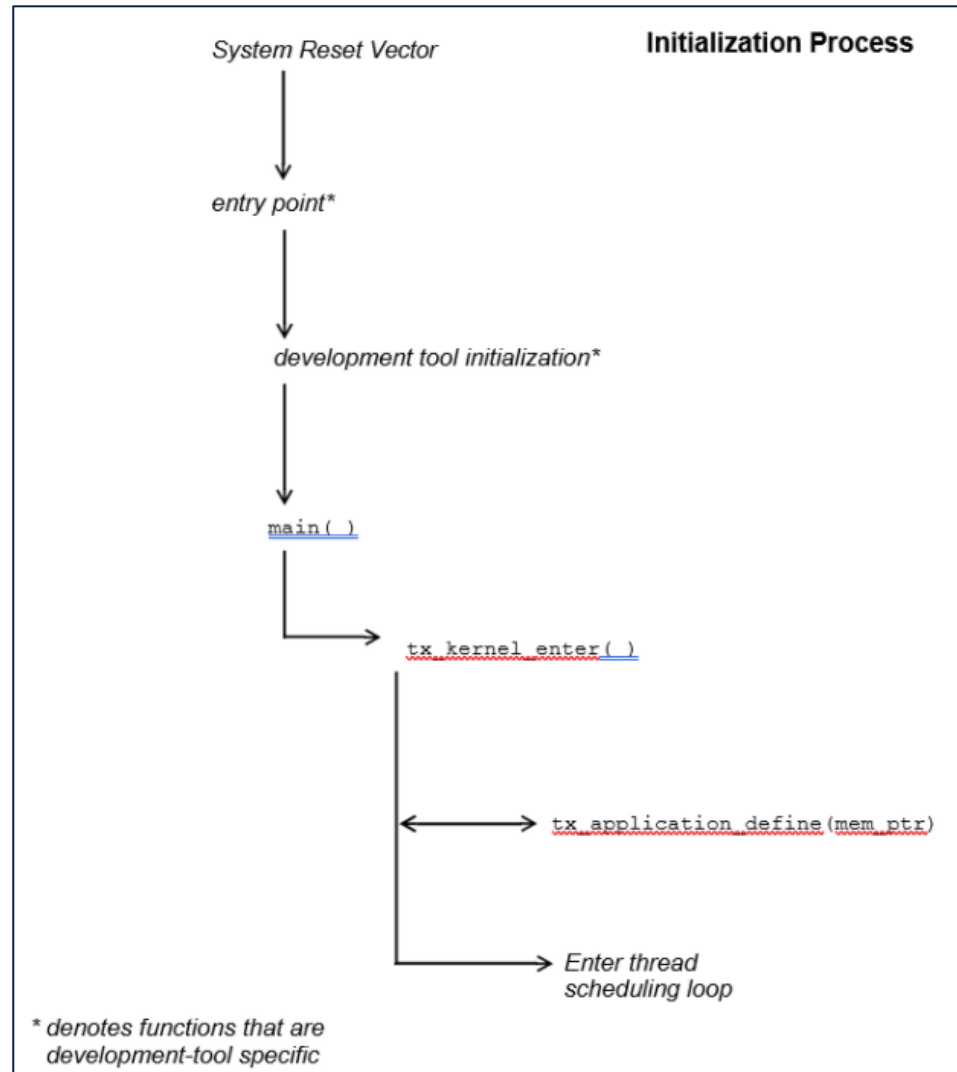 System Reset Vector
Initialization Process
entry point*
development tool initialization*
main( )
tx_kernel_enter( )
tx_application_define(mem_ptr)
Enter thread
scheduling loop
* denotes functions that are
development-tool specific